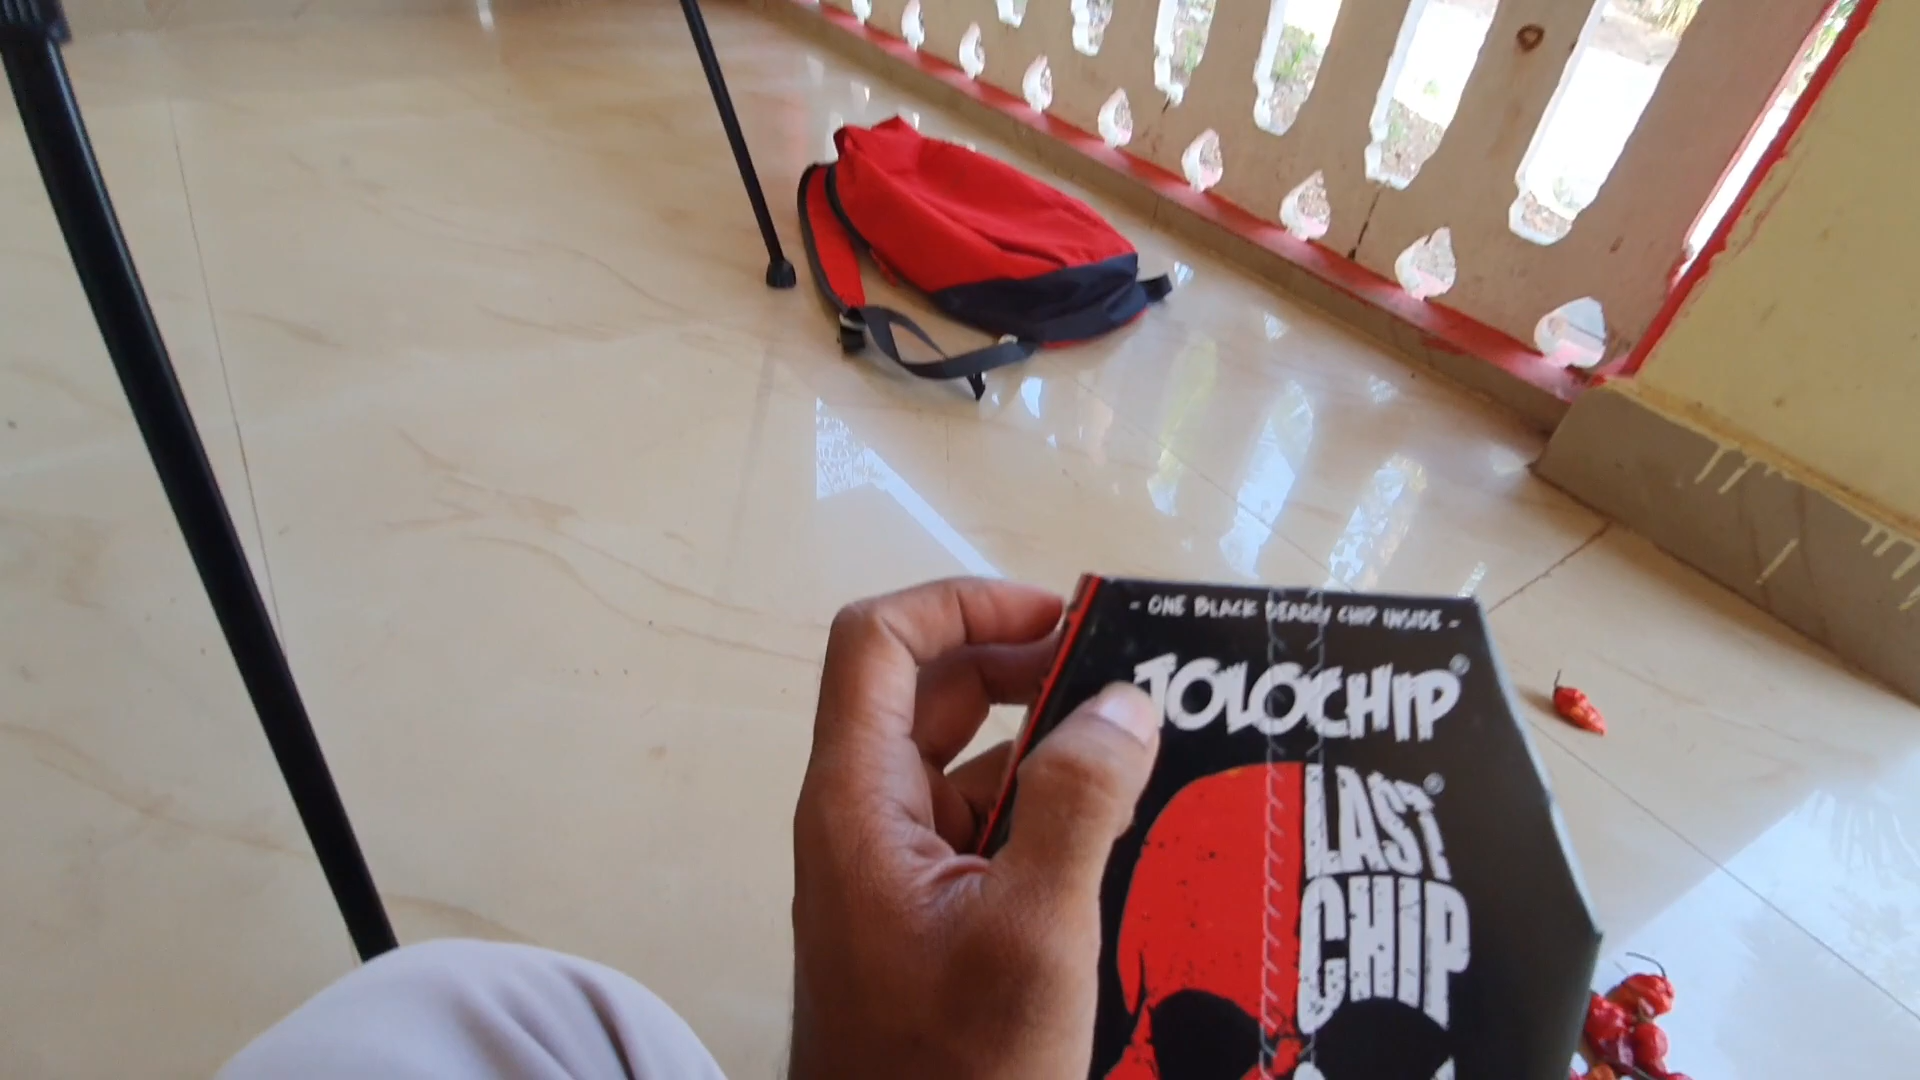 - ONE BLACK DEADLY CHIP INSIDE -
JOLOCHIP®
LAST®
CHIP